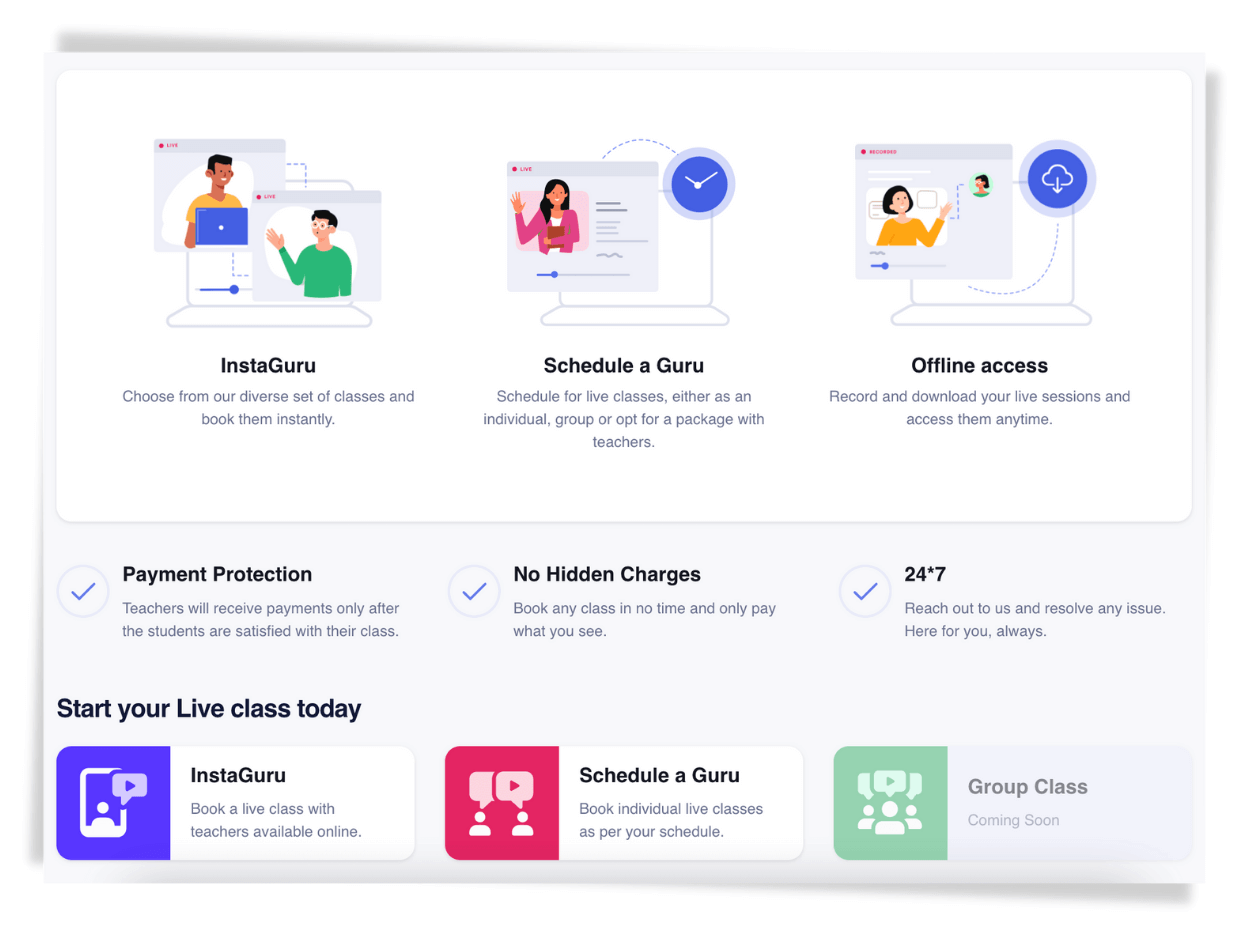 LIVE
LIVE
LIVE
RECORDED
InstaGuru
Choose from our diverse set of classes and
book them instantly.
Schedule a Guru
Schedule for live classes, either as an
individual, group or opt for a package with
teachers.
Offline access
Record and download your live sessions and
access them anytime.
Payment Protection
Teachers will receive payments only after
the students are satisfied with their class.
No Hidden Charges
Book any class in no time and only pay
what you see.
24*7
Reach out to us and resolve any issue.
Here for you, always.
Start your Live class today
InstaGuru
Book a live class with
teachers available online.
Schedule a Guru
Book individual live classes
as per your schedule.
Group Class
Coming Soon